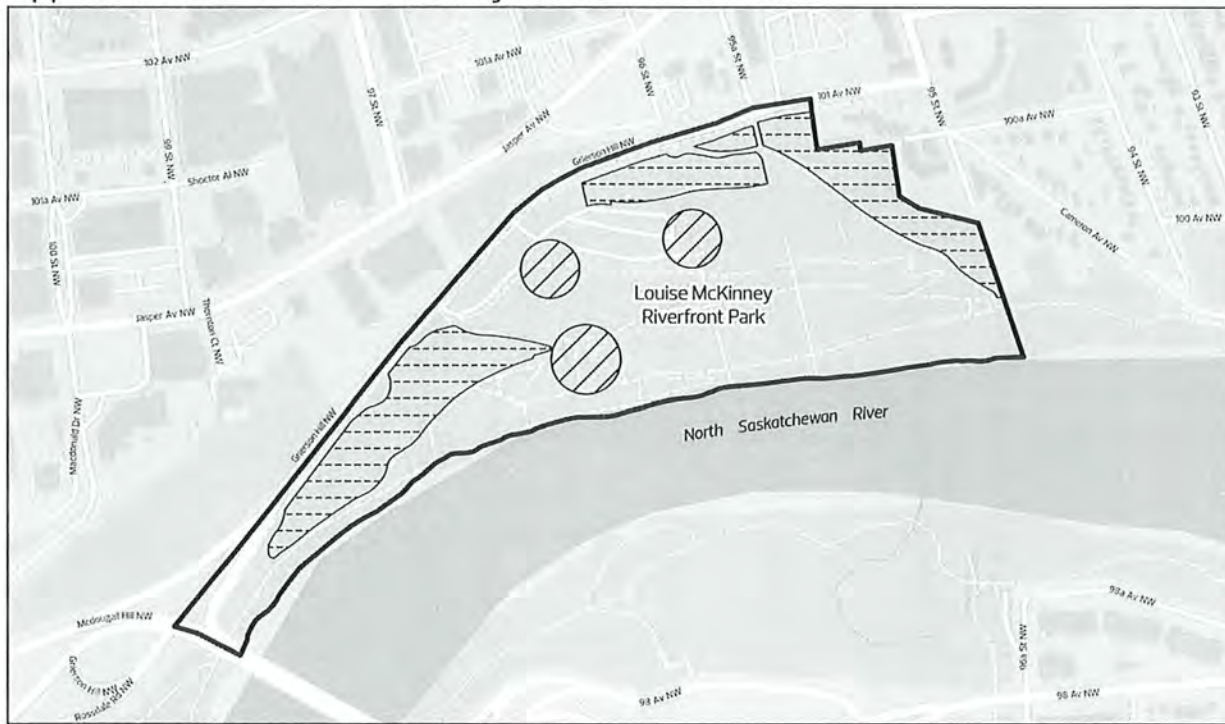 102 Av NW
101a Av NW
96 St NW
95a St NW
101 Av NW
97 St NW
Jasper Av NW
95 St NW
100a Av NW
93 St NW
99 St NW
Grierson Hill NW
94 St NW
101a Av NW
Shoctor Al NW
Cameron Av NW
100 Av NW
100 St NW
Louise McKinney
Riverfront Park
Jasper Av NW
Thornton Ct NW
Macdonald Dr NW
Grierson Hill NW
North Saskatchewan River
Mcdougall Hill NW
93a Av NW
96a St NW
Grierson Hill NW
Rossdale Rd NW
98 Av NW
98 Av NW